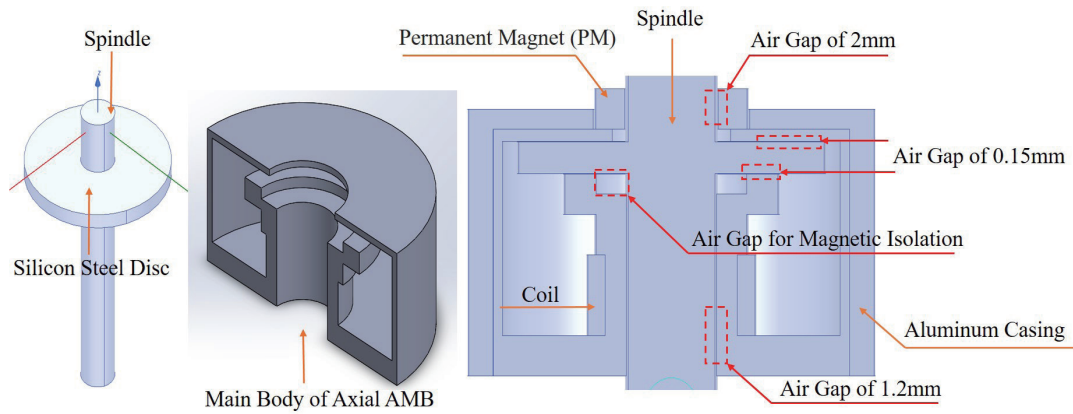 Spindle
Silicon Steel Disc
z
Main Body of Axial AMB
Spindle
Permanent Magnet (PM)
Air Gap of 2mm
Air Gap of 0.15mm
Air Gap for Magnetic Isolation
Coil
Aluminum Casing
Air Gap of 1.2mm